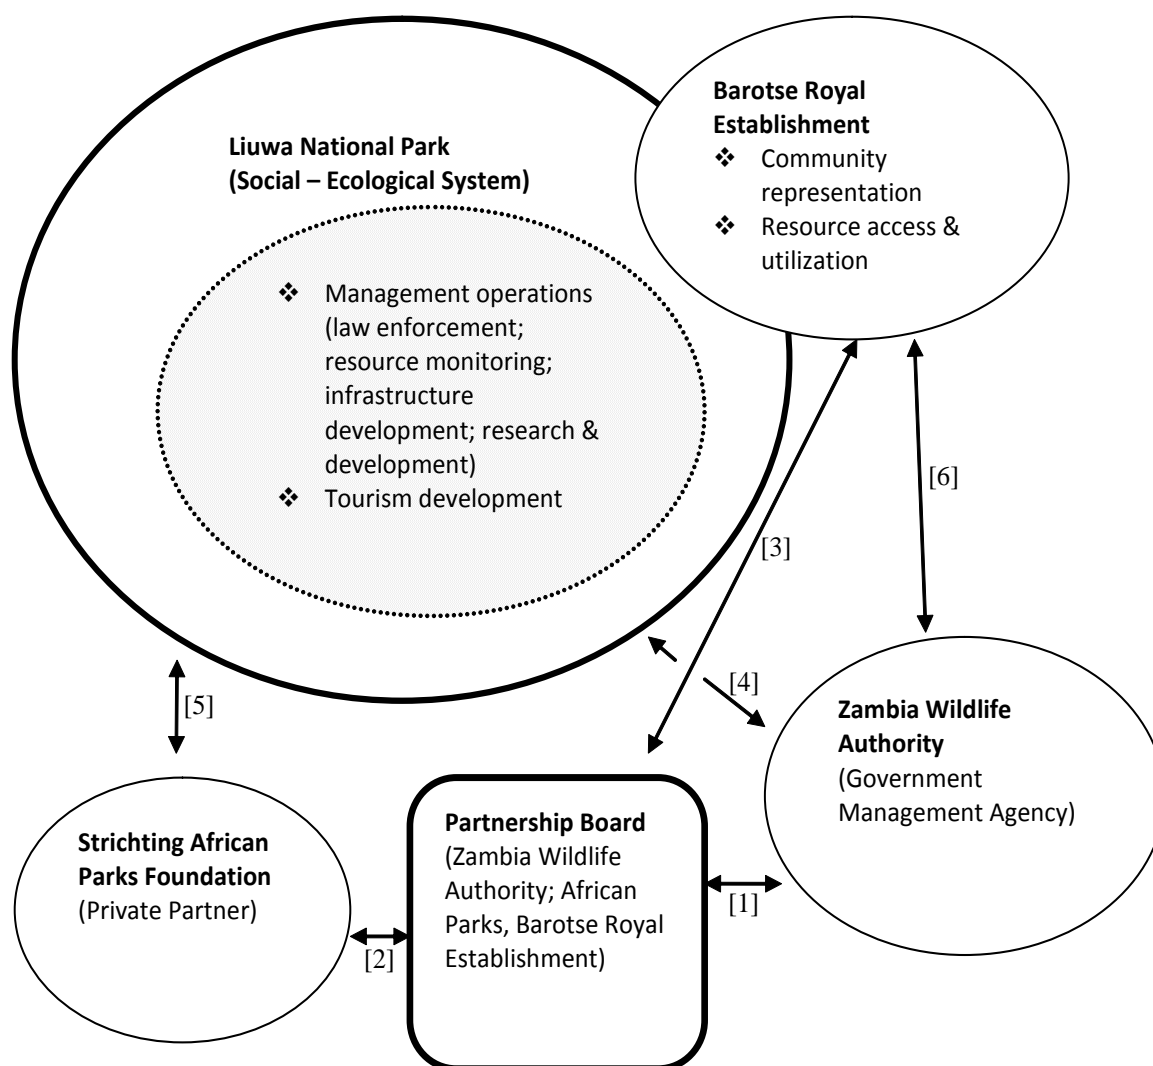 Liuwa National Park
(Social – Ecological System)
❖ Management operations
(law enforcement;
resource monitoring;
infrastructure
development; research &
development)
❖ Tourism development
Barotse Royal
Establishment
❖ Community
representation
❖ Resource access &
utilization
[6]
[3]
[4]
[5]
Zambia Wildlife
Authority
(Government
Management Agency)
Strichting African
Parks Foundation
(Private Partner)
[2]
Partnership Board
(Zambia Wildlife
Authority; African
Parks, Barotse Royal
Establishment)
[1]